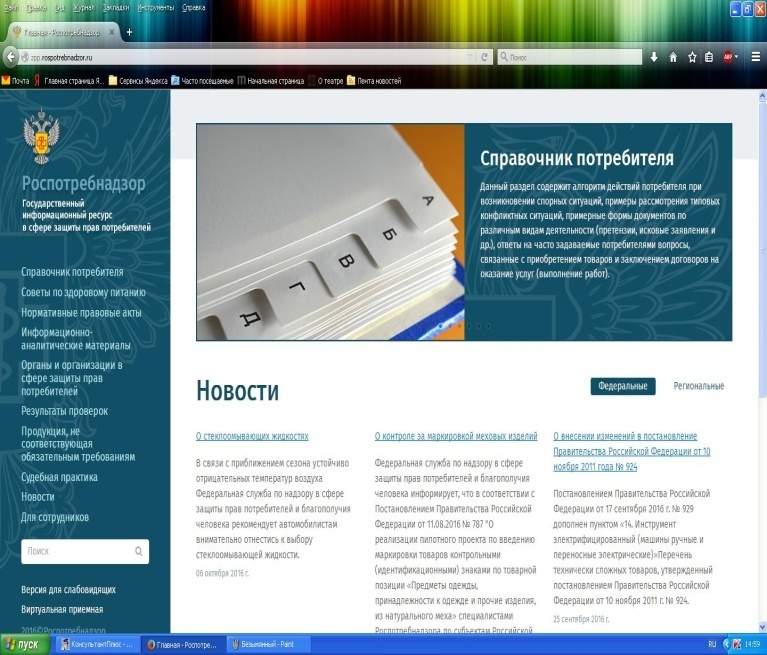 Файл Правка Вид Журнал Закладки Инструменты Справка
Главная - Роспотребнадзор
zpp.rospotrebnadzor.ru
Поиск
Почта Главная страница Я... Сервисы Яндекса Часто посещаемые Начальная страница О театре Лента новостей
Роспотребнадзор
Государственный
информационный ресурс
в сфере защиты прав потребителей
Справочник потребителя
Советы по здоровому питанию
Нормативные правовые акты
Информационно-
аналитические материалы
Органы и организации в
сфере защиты прав
потребителей
Результаты проверок
Продукция, не
соответствующая
обязательным требованиям
Судебная практика
Новости
Для сотрудников
Поиск
Версия для слабовидящих
Виртуальная приемная
2016©Роспотребнадзор
А
Б
В
Г
Д
Справочник потребителя
Данный раздел содержит алгоритм действий потребителя при
возникновении спорных ситуаций, примеры рассмотрения типовых
конфликтных ситуаций, примерные формы документов по
различным видам деятельности (претензии, исковые заявления и
др.), ответы на часто задаваемые потребителями вопросы,
связанные с приобретением товаров и заключением договоров на
оказание услуг (выполнение работ).
Новости
Федеральные Региональные
О стеклоомывающих жидкостях
В связи с приближением сезона устойчиво
отрицательных температур воздуха
Федеральная служба по надзору в сфере
защиты прав потребителей и благополучия
человека рекомендует автомобилистам
внимательно отнестись к выбору
стеклоомывающей жидкости.
06 октября 2016 г.
О контроле за маркировкой меховых изделий
Федеральная служба по надзору в сфере
защиты прав потребителей и благополучия
человека информирует, что в соответствии с
Постановлением Правительства Российской
Федерации от 11.08.2016 № 787 "О
реализации пилотного проекта по введению
маркировки товаров контрольными
(идентификационными) знаками по товарной
позиции «Предметы одежды,
принадлежности к одежде и прочие изделия,
из натурального меха» специалистами
Роспотребнадзора по субъектам Российской
О внесении изменений в постановление
Правительства Российской Федерации от 10
ноября 2011 года № 924
Постановлением Правительства Российской
Федерации от 17 сентября 2016 г. № 929
дополнен пунктом «14. Инструмент
электрифицированный (машины ручные и
переносные электрические)»Перечень
технически сложных товаров, утвержденный
постановлением Правительства Российской
Федерации от 10 ноября 2011 г. № 924.
25 сентября 2016 г.
пуск КонсультантПлюс - ... Главная - Роспотре... Безымянный - Paint RU 14:59